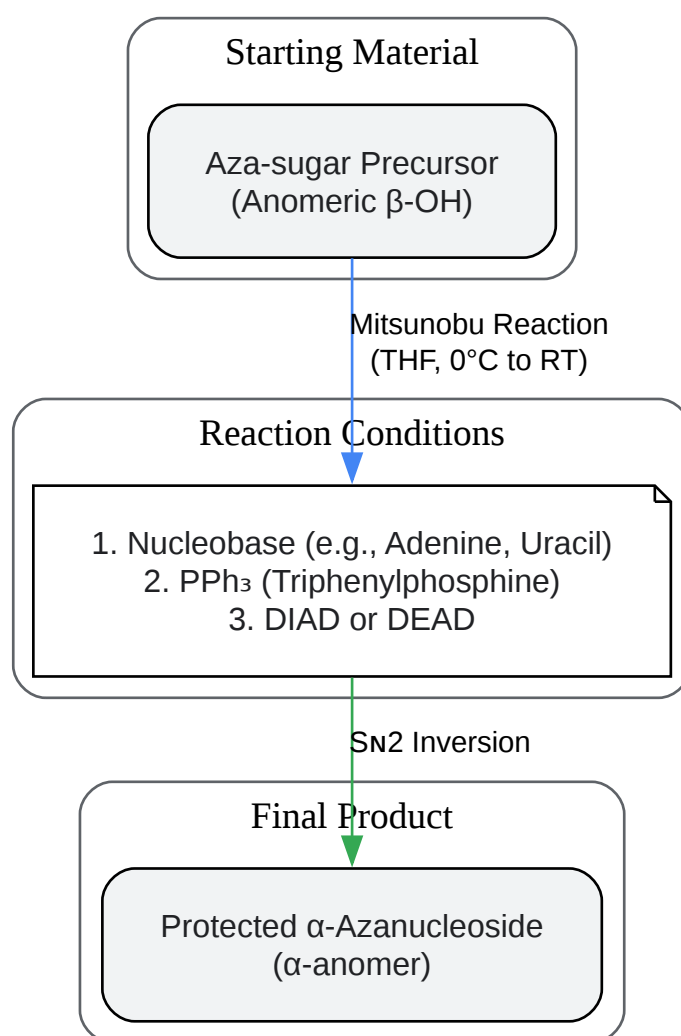 Starting Material
Aza-sugar Precursor
(Anomeric β-OH)
Mitsunobu Reaction
(THF, 0°C to RT)
Reaction Conditions
1. Nucleobase (e.g., Adenine, Uracil)
2. PPh₃ (Triphenylphosphine)
3. DIAD or DEAD
Sɴ2 Inversion
Final Product
Protected α-Azanucleoside
(α-anomer)